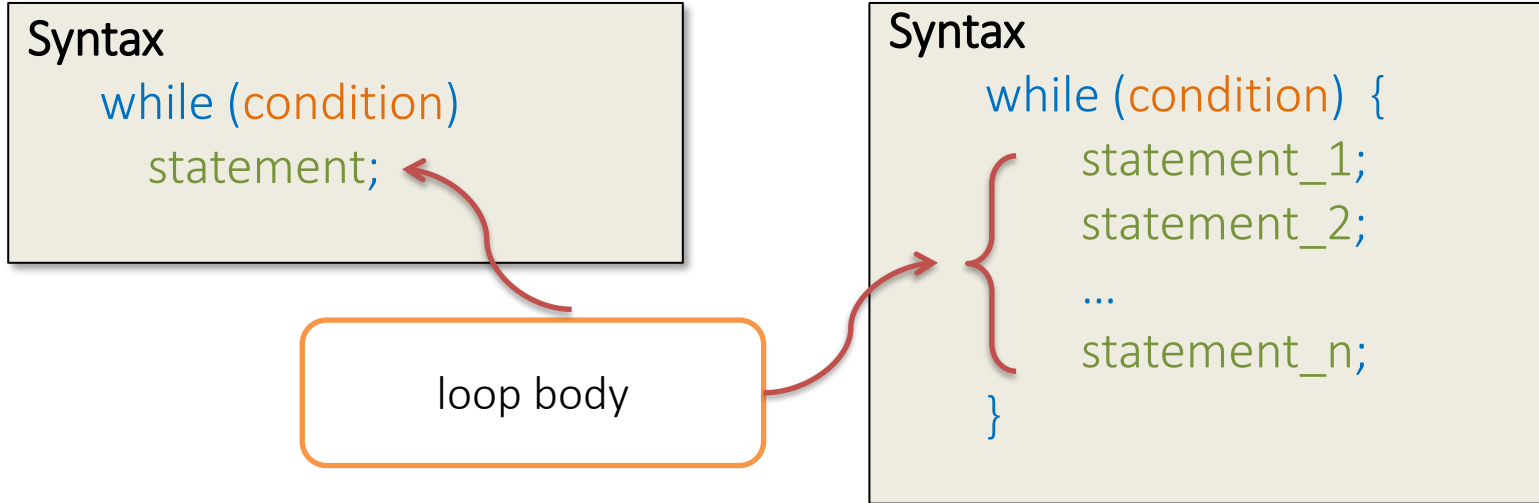 Syntax
while (condition)
statement;
loop body
Syntax
while (condition) {
statement_1;
statement_2;
...
statement_n;
}